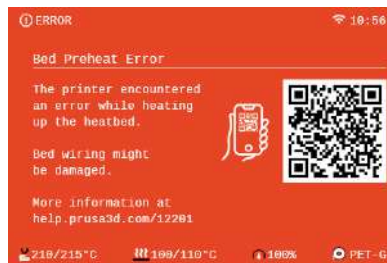 ERROR
10:56
Bed Preheat Error
The printer encountered
an error while heating
up the heatbed.
Bed wiring might
be damaged.
More information at
help.prusa3d.com/12201
210/215°C
100/110°C
100%
PET-G